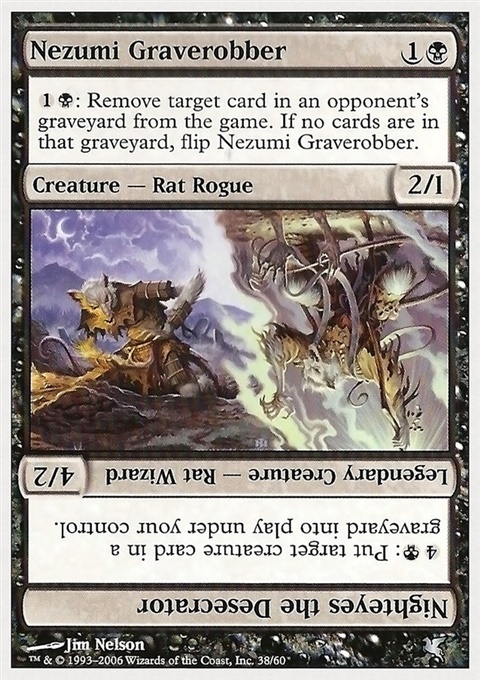 Nezumi Graverobber 1
1 : Remove target card in an opponent's
graveyard from the game. If no cards are in
that graveyard, flip Nezumi Graverobber.
Creature — Rat Rogue
2/1
Legendary Creature — Rat Wizard
4/2
4 : Put target creature card in a
graveyard into play under your control.
Nighteyes the Desecrator
Jim Nelson
™ & © 1993–2006 Wizards of the Coast, Inc. 38/60